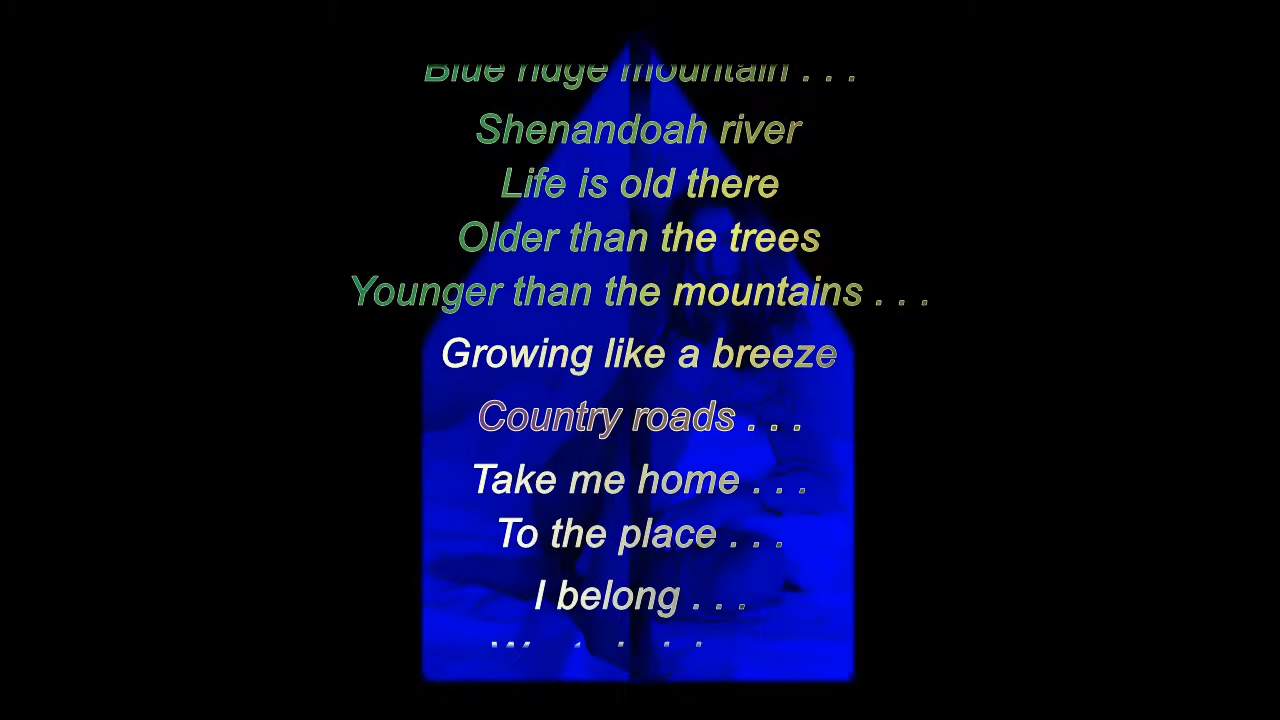 Blue ridge mountain . . .
Shenandoah river
Life is old there
Older than the trees
Younger than the mountains . . .
Growing like a breeze
Country roads . . .
Take me home . . .
To the place . . .
I belong . . .